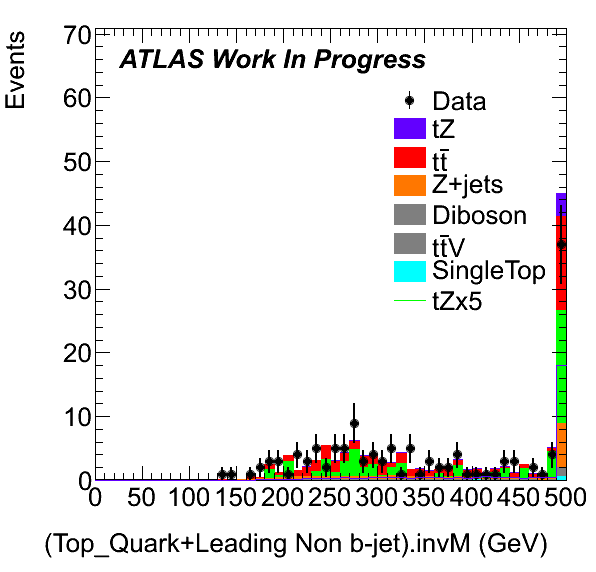 Events
70
60
50
40
30
20
10
0
ATLAS Work In Progress
Data
tZ
tt̄
Z+jets
Diboson
tt̄V
SingleTop
tZx5
0 50 100 150 200 250 300 350 400 450 500
(Top_Quark+Leading Non b-jet).invM (GeV)